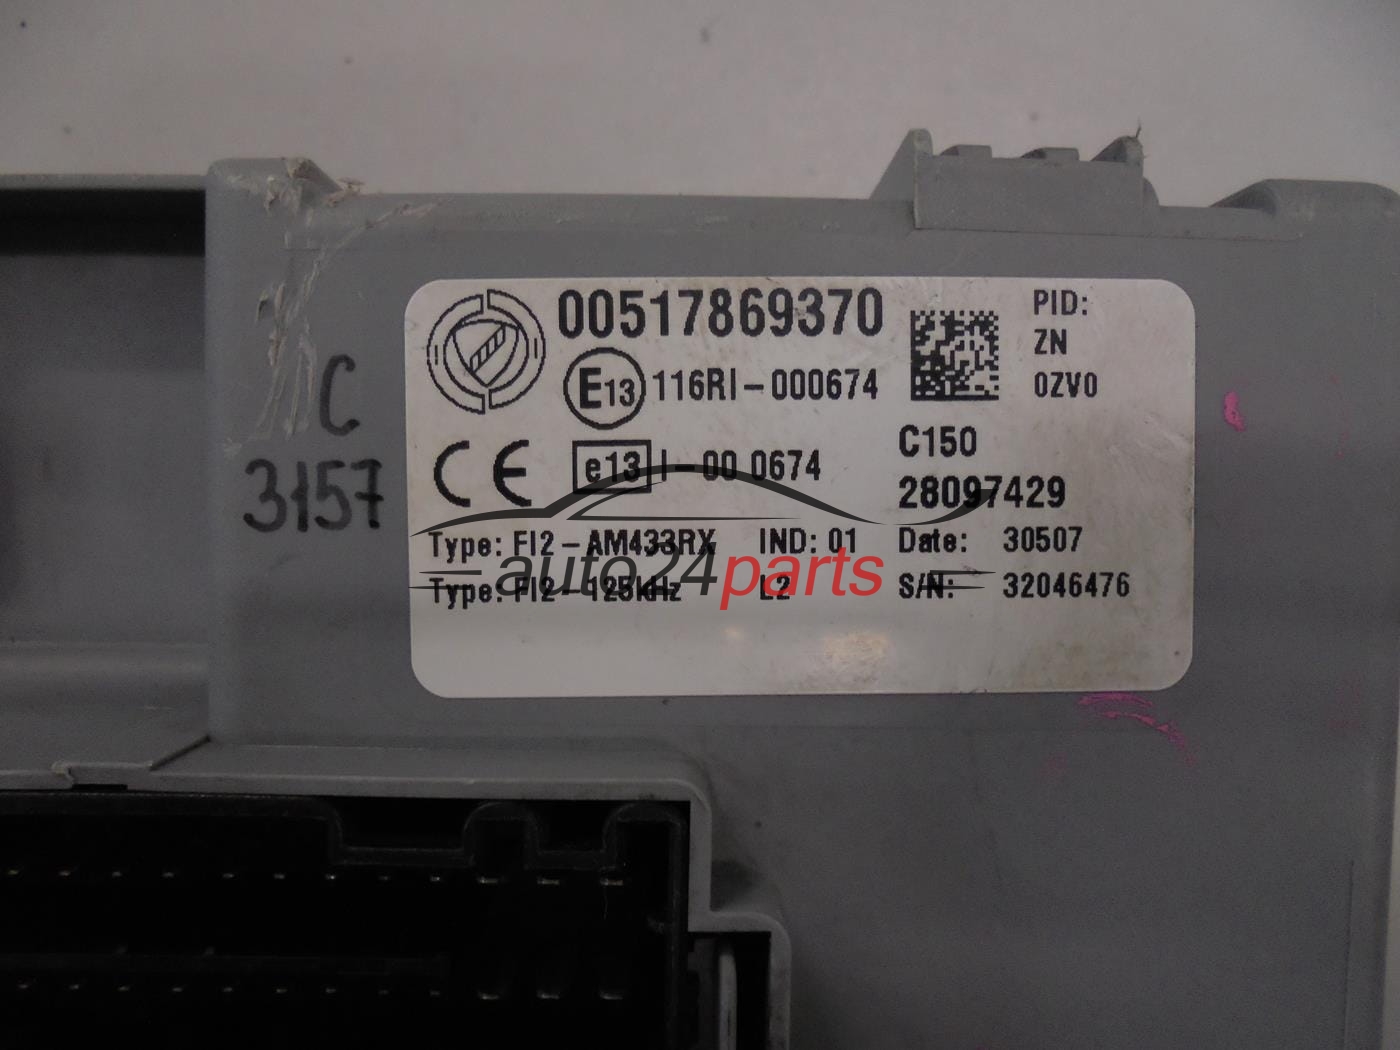 00517869370
PID:
ZN
0ZV0
E13 116RI-000674
C
3157
C150
CE e13 I-00 0674
28097429
Type: FI2-AM433RX IND: 01 Date: 30507
auto24parts
Type: FI2-125kHz L2 S/N: 32046476